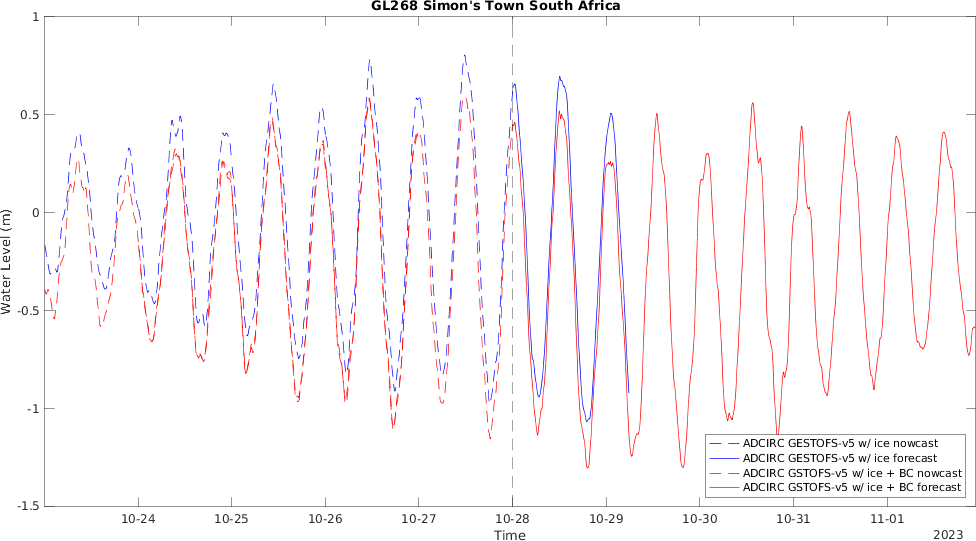 GL268 Simon's Town South Africa
1
0.5
0
-0.5
-1
-1.5
Water Level (m)
ADCIRC GESTOFS-v5 w/ ice nowcast
ADCIRC GESTOFS-v5 w/ ice forecast
ADCIRC GSTOFS-v5 w/ ice + BC nowcast
ADCIRC GSTOFS-v5 w/ ice + BC forecast
10-24 10-25 10-26 10-27 10-28 10-29 10-30 10-31 11-01
Time
2023